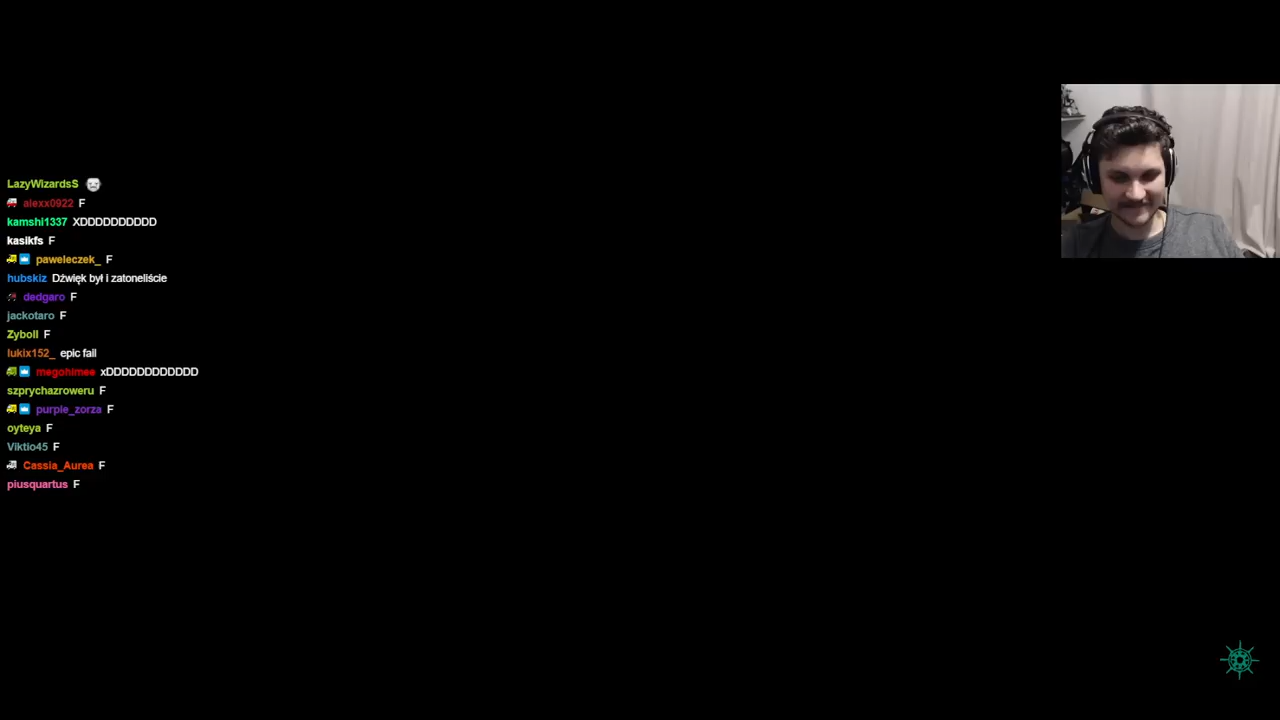 LazyWizardsS
alexx0922 F
kamshi1337 XDDDDDDDDDD
kasikfs F
paweleczek_ F
hubskiz Dźwięk był i zatoneliście
dedgaro F
jackotaro F
Zyboll F
lukix152_ epic fail
megohimee xDDDDDDDDDDDD
szprychazroweru F
purple_zorza F
oyteya F
Viktio45 F
Cassia_Aurea F
piusquartus F